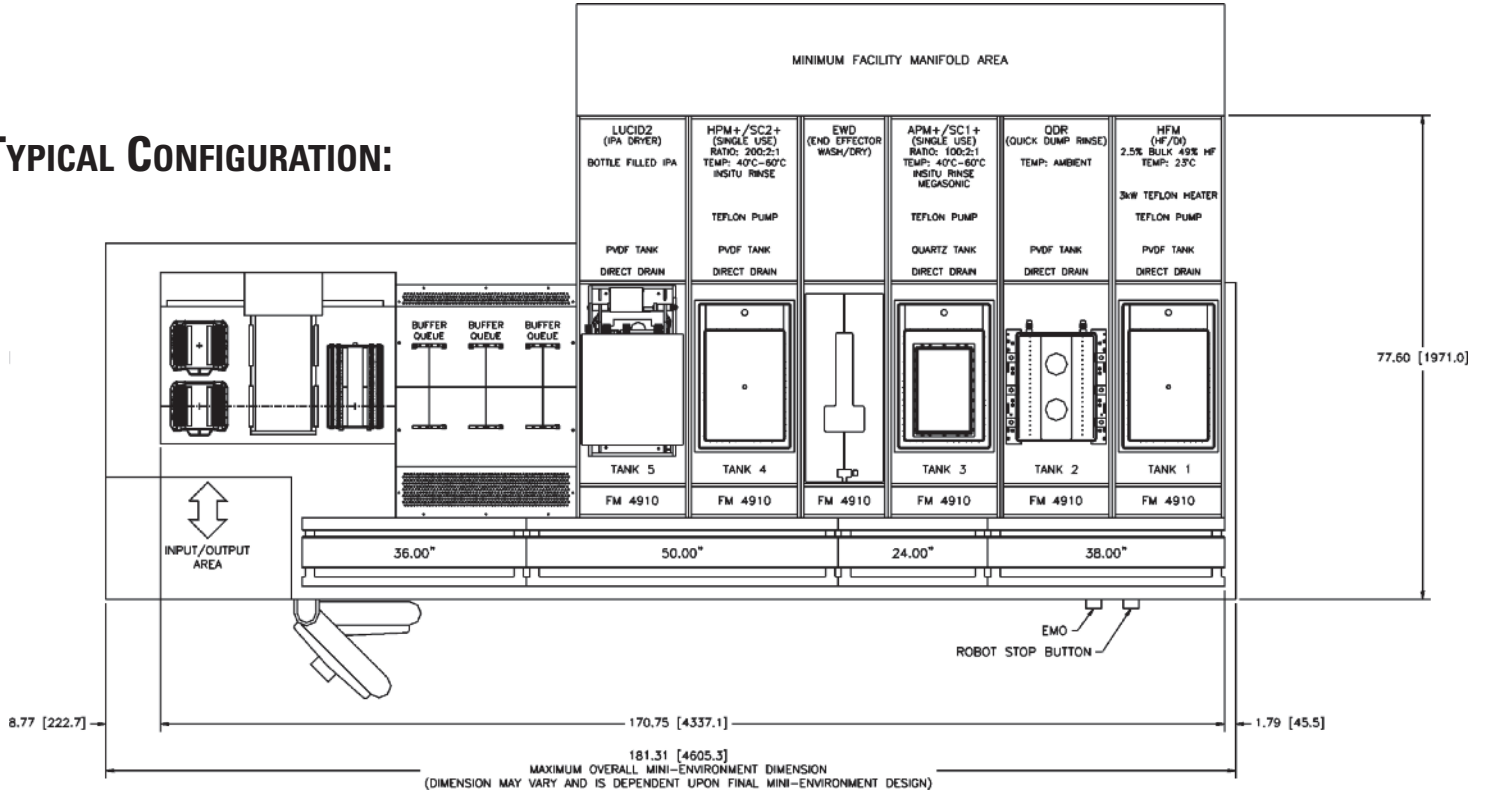 TYPICAL CONFIGURATION:
MINIMUM FACILITY MANIFOLD AREA
LUCID2
(IPA DRYER)
BOTTLE FILLED IPA
PVDF TANK
DIRECT DRAIN
HPM+/SC2+
(SINGLE USE)
RATIO: 200:2:1
TEMP: 40°C-60°C
INSITU RINSE
TEFLON PUMP
PVDF TANK
DIRECT DRAIN
EWD
(END EFFECTOR
WASH/DRY)
APM+/SC1+
(SINGLE USE)
RATIO: 100:2:1
TEMP: 40°C-60°C
INSITU RINSE
MEGASONIC
TEFLON PUMP
QUARTZ TANK
DIRECT DRAIN
QDR
(QUICK DUMP RINSE)
TEMP: AMBIENT
PVDF TANK
DIRECT DRAIN
HFM
(HF/DI)
2.5% BULK 49% HF
TEMP: 23°C
3kW TEFLON HEATER
TEFLON PUMP
PVDF TANK
DIRECT DRAIN
BUFFER
QUEUE
BUFFER
QUEUE
BUFFER
QUEUE
77.60 [1971.0]
TANK 5
TANK 4
TANK 3
TANK 2
TANK 1
FM 4910
FM 4910
FM 4910
FM 4910
FM 4910
FM 4910
INPUT/OUTPUT
AREA
36.00"
50.00"
24.00"
38.00"
EMO
ROBOT STOP BUTTON
8.77 [222.7]
170.75 [4337.1]
1.79 [45.5]
181.31 [4605.3]
MAXIMUM OVERALL MINI-ENVIRONMENT DIMENSION
(DIMENSION MAY VARY AND IS DEPENDENT UPON FINAL MINI-ENVIRONMENT DESIGN)